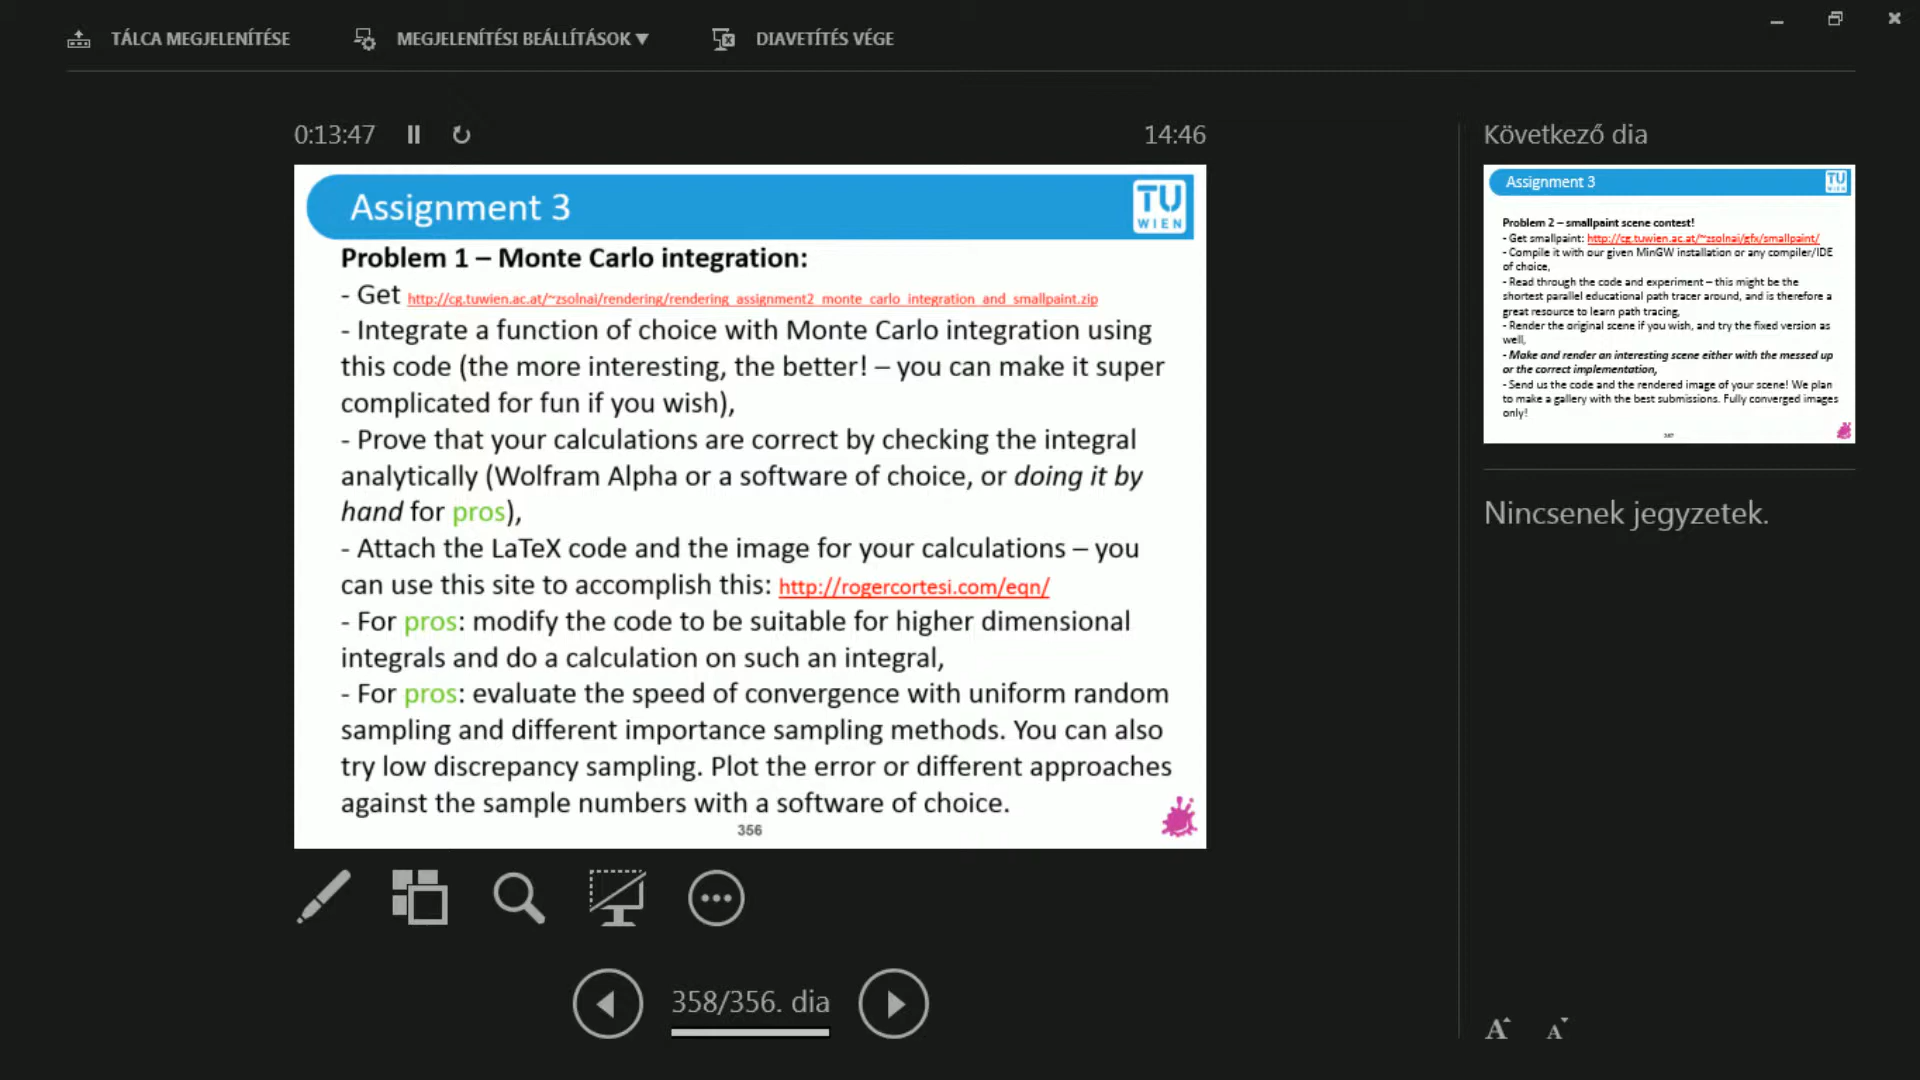 TÁLCA MEGJELENÍTÉSE
MEGJELENÍTÉSI BEÁLLÍTÁSOK ▼
DIAVETÍTÉS VÉGE
0:13:47
14:46
Assignment 3
TU
WIEN
Problem 1 – Monte Carlo integration:
- Get http://cg.tuwien.ac.at/~zsolnai/rendering/rendering_assignment2_monte_carlo_integration_and_smallpaint.zip
- Integrate a function of choice with Monte Carlo integration using
this code (the more interesting, the better! – you can make it super
complicated for fun if you wish),
- Prove that your calculations are correct by checking the integral
analytically (Wolfram Alpha or a software of choice, or doing it by
hand for pros),
- Attach the LaTeX code and the image for your calculations – you
can use this site to accomplish this: http://rogercortesi.com/eqn/
- For pros: modify the code to be suitable for higher dimensional
integrals and do a calculation on such an integral,
- For pros: evaluate the speed of convergence with uniform random
sampling and different importance sampling methods. You can also
try low discrepancy sampling. Plot the error or different approaches
against the sample numbers with a software of choice.
356
358/356. dia
Következő dia
Assignment 3
TU
WIEN
Problem 2 – smallpaint scene contest!
- Get smallpaint: http://cg.tuwien.ac.at/~zsolnai/gfx/smallpaint/
- Compile it with our given MinGW installation or any compiler/IDE
of choice,
- Read through the code and experiment – this might be the
shortest parallel educational path tracer around, and is therefore a
great resource to learn path tracing,
- Render the original scene if you wish, and try the fixed version as
well,
- Make and render an interesting scene either with the messed up
or the correct implementation,
- Send us the code and the rendered image of your scene! We plan
to make a gallery with the best submissions. Fully converged images
only!
Nincsenek jegyzetek.
A
A